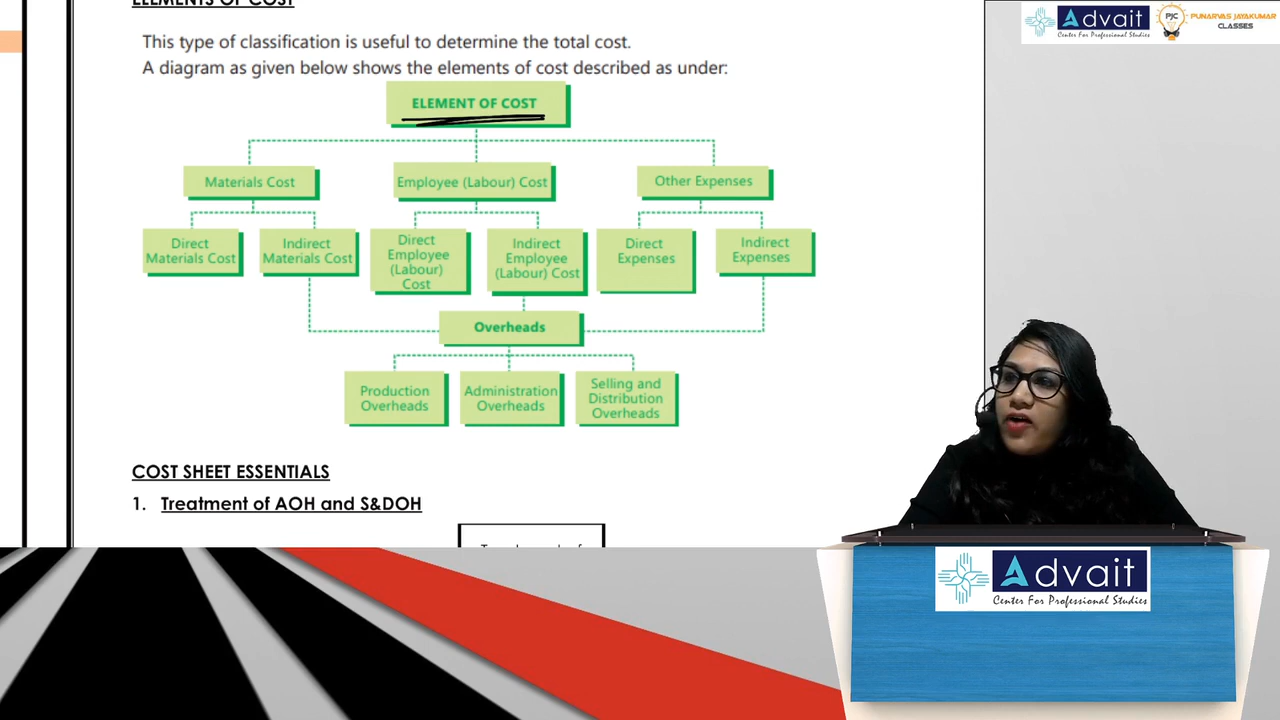 ELEMENTS OF COST
This type of classification is useful to determine the total cost.
A diagram as given below shows the elements of cost described as under:
ELEMENT OF COST
Materials Cost
Employee (Labour) Cost
Other Expenses
Direct
Materials Cost
Indirect
Materials Cost
Direct
Employee
(Labour)
Cost
Indirect
Employee
(Labour) Cost
Direct
Expenses
Indirect
Expenses
Overheads
Production
Overheads
Administration
Overheads
Selling and
Distribution
Overheads
COST SHEET ESSENTIALS
1. Treatment of AOH and S&DOH
Advait
Center For Professional Studies
PJC
PUNARVAS JAYAKUMAR
CLASSES
Advait
Center For Professional Studies